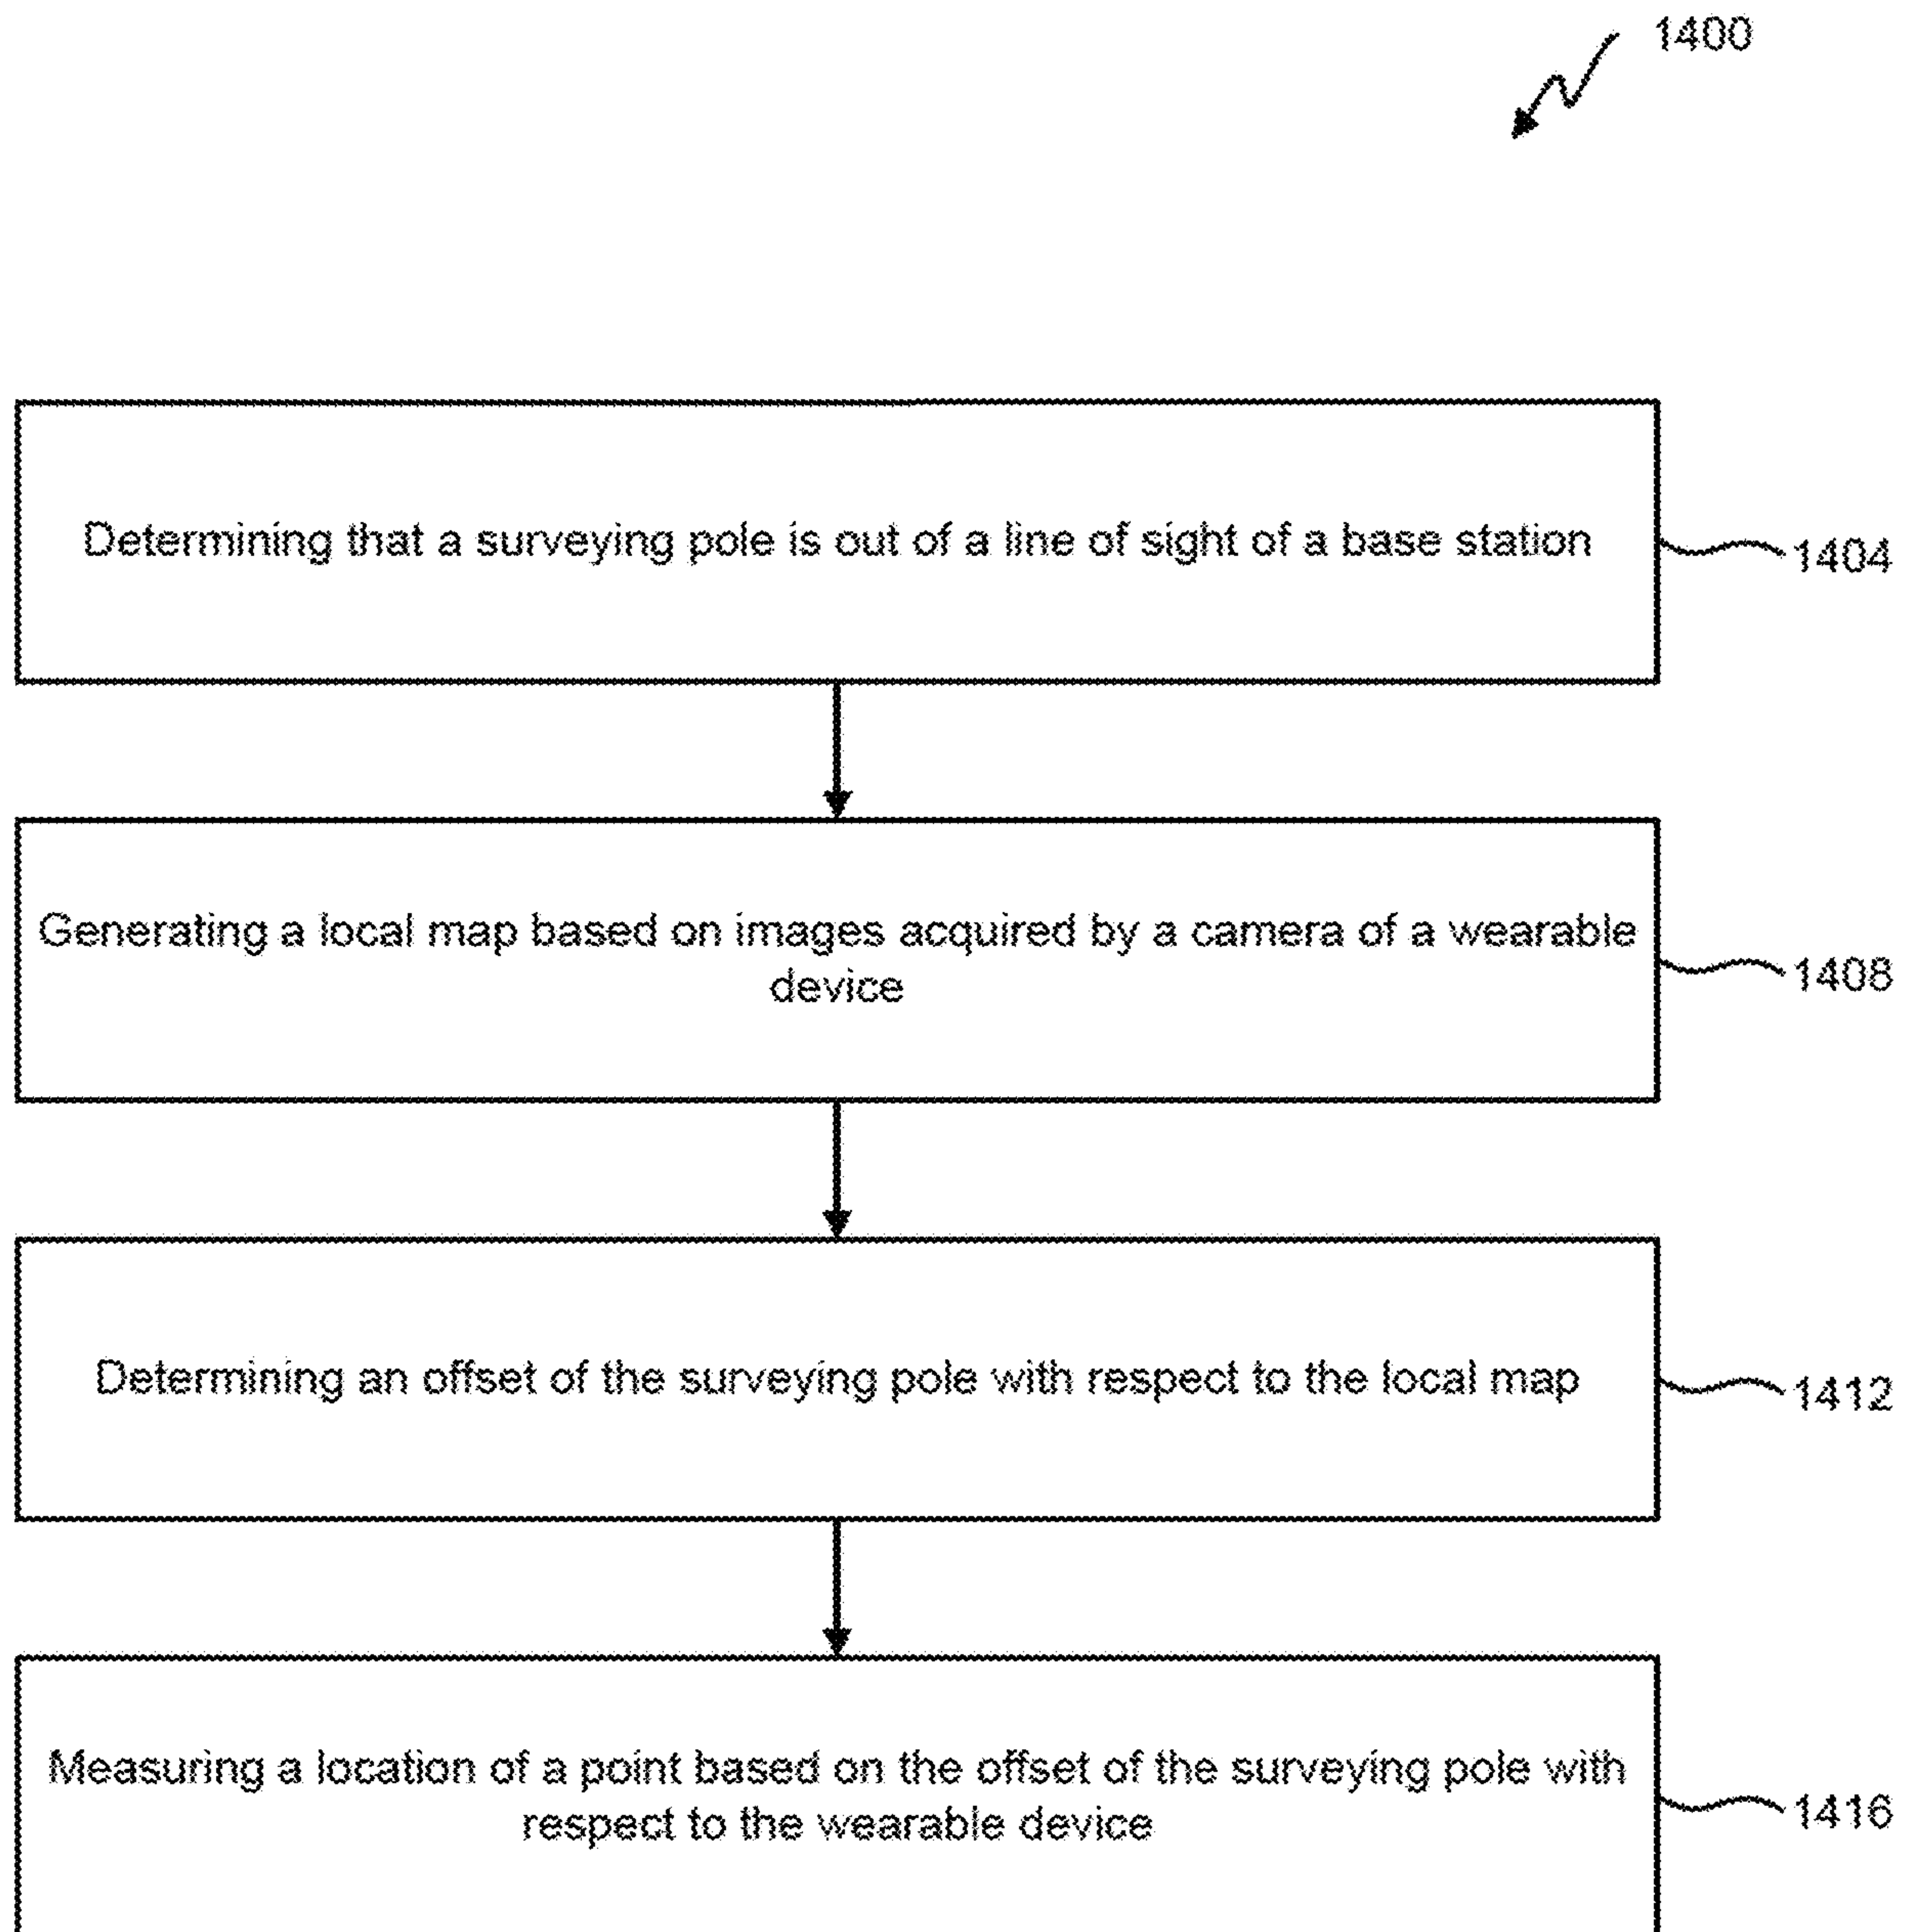 1400
Determining that a surveying pole is out of a line of sight of a base station
1404
Generating a local map based on images acquired by a camera of a wearable
device
1408
Determining an offset of the surveying pole with respect to the local map
1412
Measuring a location of a point based on the offset of the surveying pole with
respect to the wearable device
1416